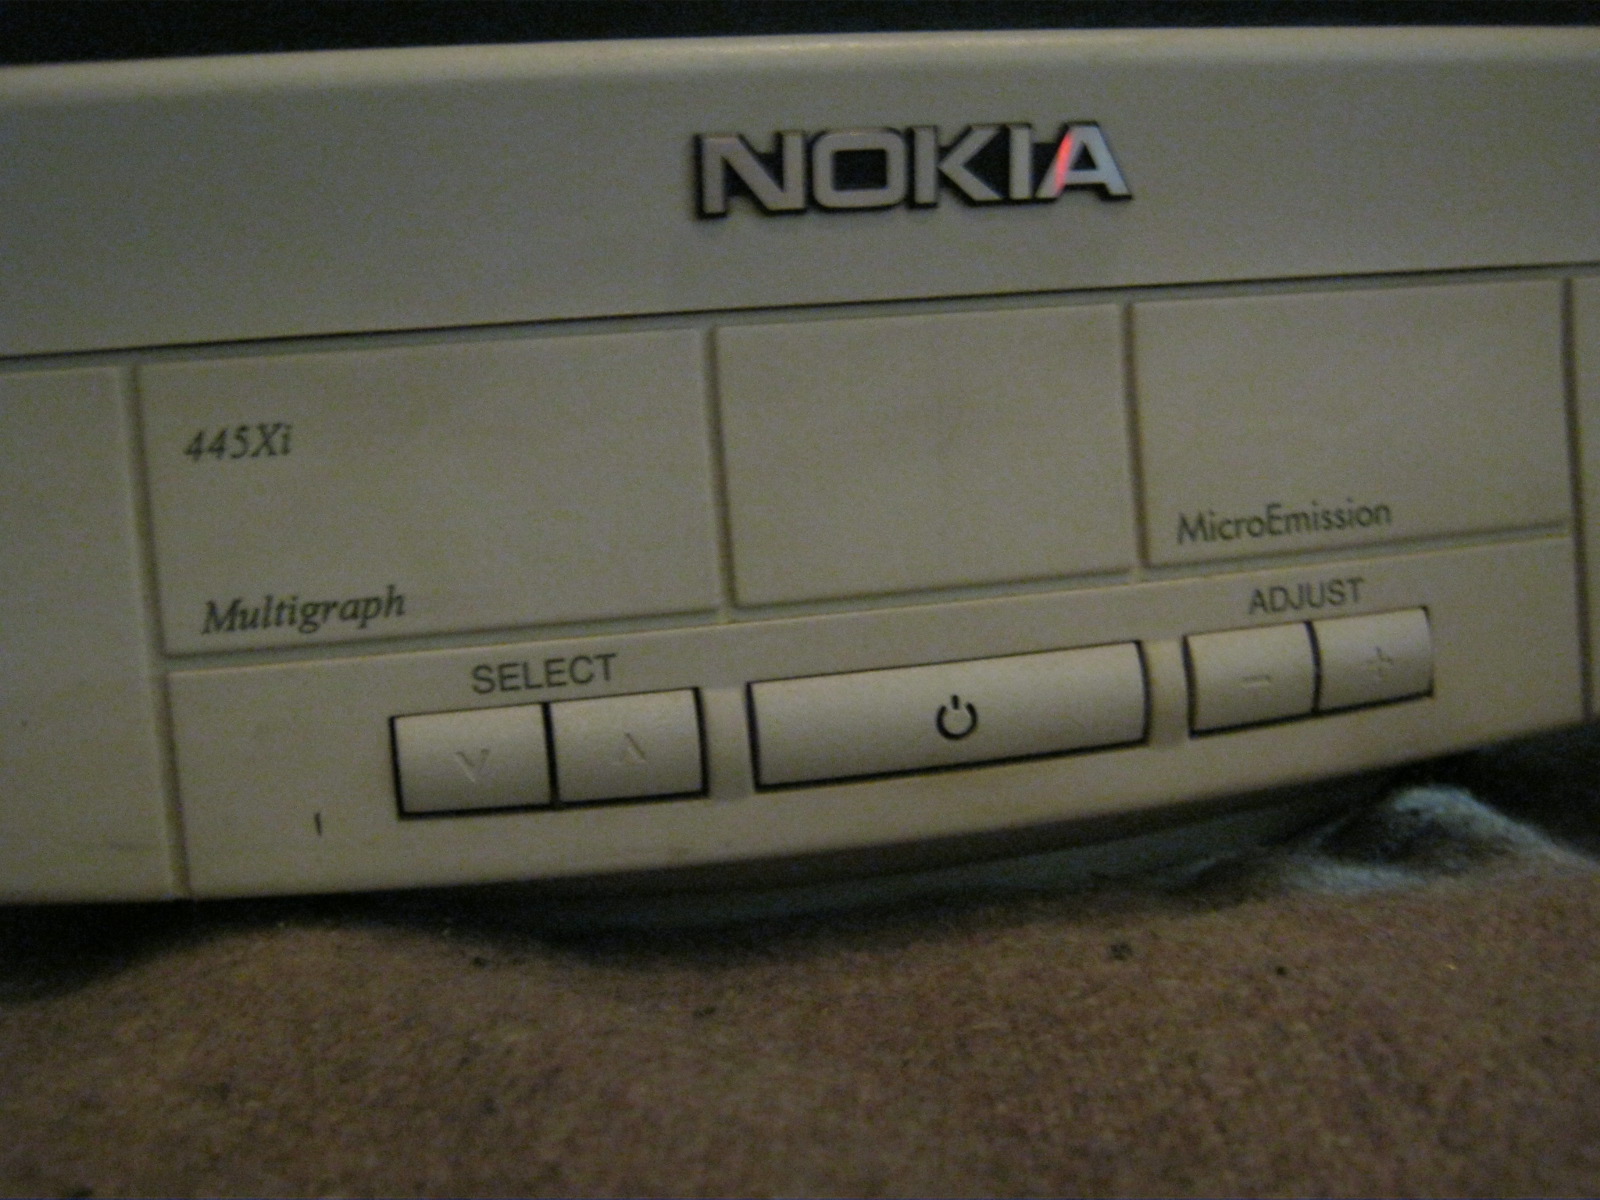 NOKIA
445Xi
Multigraph
MicroEmission
SELECT
ADJUST
- +